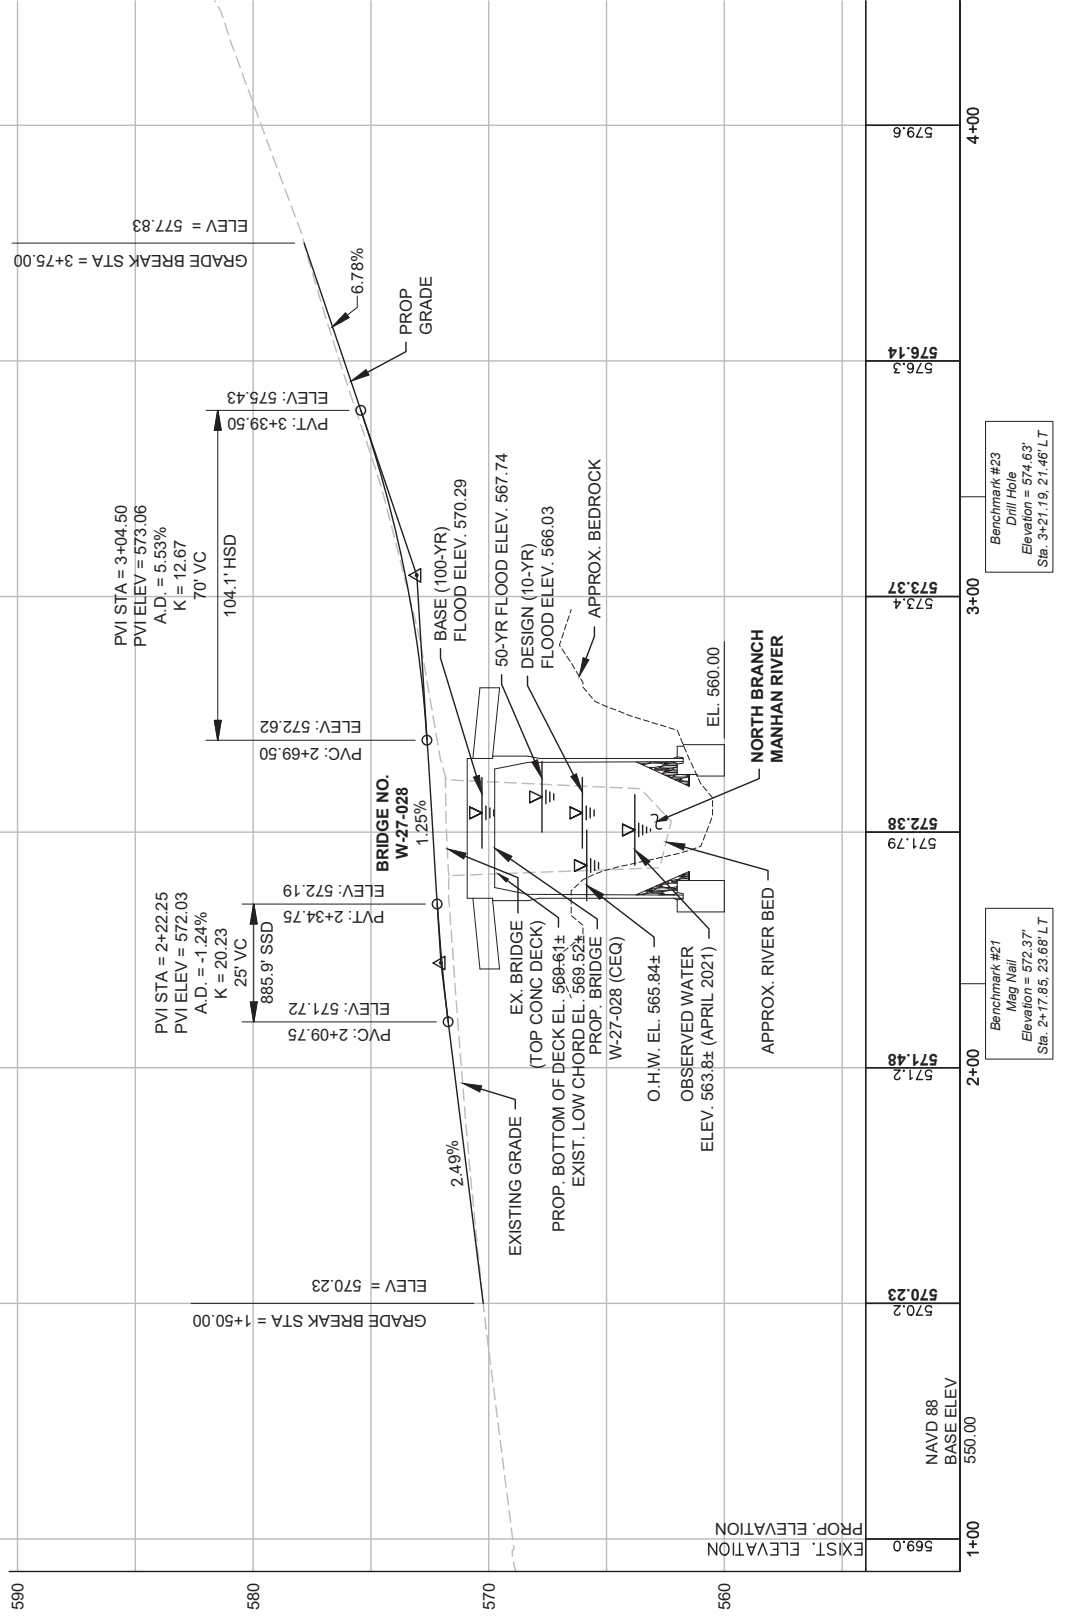 590
580
570
560
GRADE BREAK STA = 1+50.00
ELEV = 570.23
2.49%
EXISTING GRADE
PVI STA = 2+22.25
PVI ELEV = 572.03
A.D. = -1.24%
K = 20.23
25' VC
885.9' SSD
PVC: 2+09.75
ELEV: 571.72
PVT: 2+34.75
ELEV: 572.19
BRIDGE NO.
W-27-028
1.25%
PVI STA = 3+04.50
PVI ELEV = 573.06
A.D. = 5.53%
K = 12.67
70' VC
104.1' HSD
PVC: 2+69.50
ELEV: 572.62
PVT: 3+39.50
ELEV: 575.43
PROP
GRADE
6.78%
GRADE BREAK STA = 3+75.00
ELEV = 577.83
EX. BRIDGE
(TOP CONC DECK)
PROP. BOTTOM OF DECK EL. 569.61±
EXIST. LOW CHORD EL. 569.52±
PROP. BRIDGE
W-27-028 (CEQ)
O.H.W. EL. 565.84±
OBSERVED WATER
ELEV. 563.8± (APRIL 2021)
APPROX. RIVER BED
BASE (100-YR)
FLOOD ELEV. 570.29
50-YR FLOOD ELEV. 567.74
DESIGN (10-YR)
FLOOD ELEV. 566.03
APPROX. BEDROCK
EL. 560.00
NORTH BRANCH
MANHAN RIVER
EXIST. ELEVATION
PROP. ELEVATION
569.0
570.2
570.23
571.2
571.48
571.79
572.38
573.4
573.37
576.3
576.14
579.6
NAVD 88
BASE ELEV
550.00
1+00
2+00
3+00
4+00
Benchmark #21
Mag Nail
Elevation = 572.37'
Sta. 2+17.85, 23.68' LT
Benchmark #23
Drill Hole
Elevation = 574.63'
Sta. 3+21.19, 21.46' LT